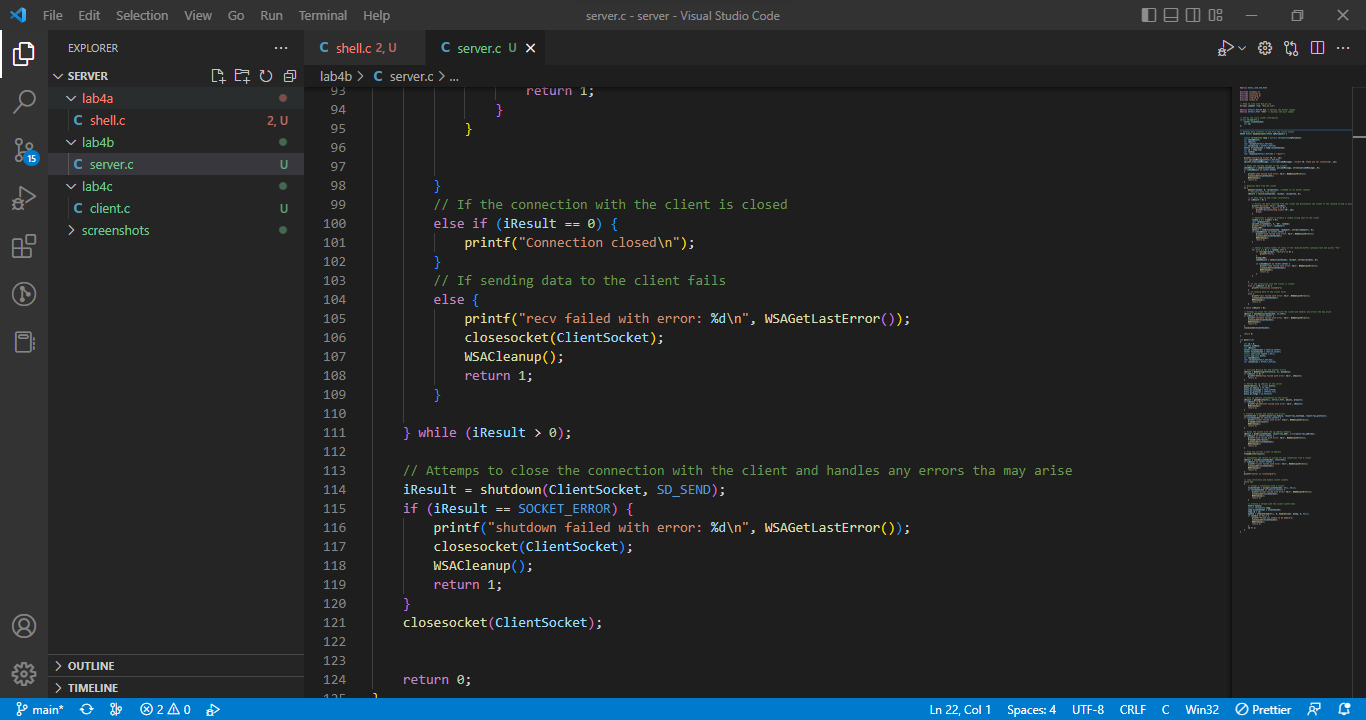 File Edit Selection View Go Run Terminal Help server.c - server - Visual Studio Code
EXPLORER
SERVER
lab4a
C shell.c 2, U
lab4b
C server.c U
lab4c
C client.c U
screenshots
OUTLINE
TIMELINE
15
C shell.c 2, U C server.c U
lab4b > C server.c > ...
93 return 1;
94 }
95 }
96
97
98 }
99 // If the connection with the client is closed
100 else if (iResult == 0) {
101 printf("Connection closed\n");
102 }
103 // If sending data to the client fails
104 else {
105 printf("recv failed with error: %d\n", WSAGetLastError());
106 closesocket(ClientSocket);
107 WSACleanup();
108 return 1;
109 }
110
111 } while (iResult > 0);
112
113 // Attemps to close the connection with the client and handles any errors tha may arise
114 iResult = shutdown(ClientSocket, SD_SEND);
115 if (iResult == SOCKET_ERROR) {
116 printf("shutdown failed with error: %d\n", WSAGetLastError());
117 closesocket(ClientSocket);
118 WSACleanup();
119 return 1;
120 }
121 closesocket(ClientSocket);
122
123
124 return 0;
125 }
main* 2 0 Ln 22, Col 1 Spaces: 4 UTF-8 CRLF C Win32 Prettier